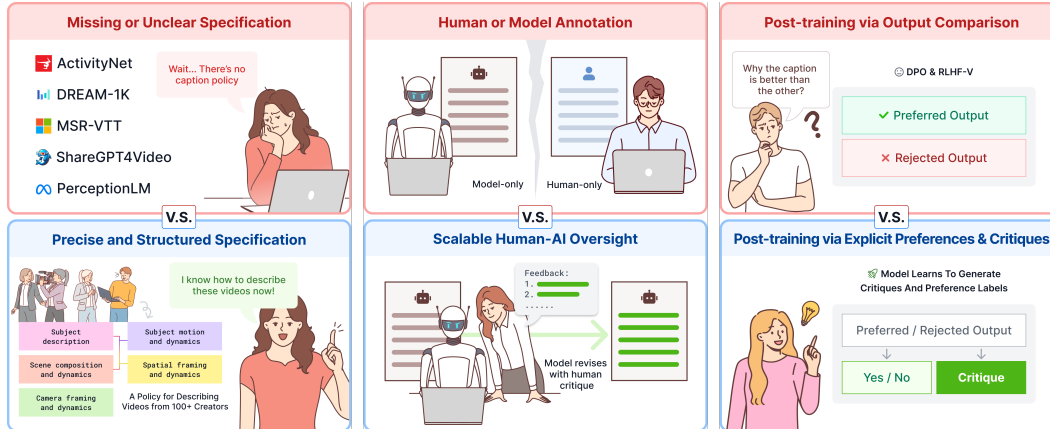 Missing or Unclear Specification
ActivityNet
DREAM-1K
MSR-VTT
ShareGPT4Video
PerceptionLM
Wait... There's no
caption policy
Human or Model Annotation
Model-only
Human-only
Post-training via Output Comparison
Why the caption
is better than
the other?
?
DPO & RLHF-V
Preferred Output
Rejected Output
V.S.
V.S.
V.S.
Precise and Structured Specification
I know how to describe
these videos now!
Subject
description
Subject motion
and dynamics
Scene composition
and dynamics
Spatial framing
and dynamics
Camera framing
and dynamics
A Policy for Describing
Videos from 100+ Creators
Scalable Human-AI Oversight
Feedback:
1.
2.
......
Model revises
with human
critique
Post-training via Explicit Preferences & Critiques
Model Learns To Generate
Critiques And Preference Labels
Preferred / Rejected Output
Yes / No
Critique